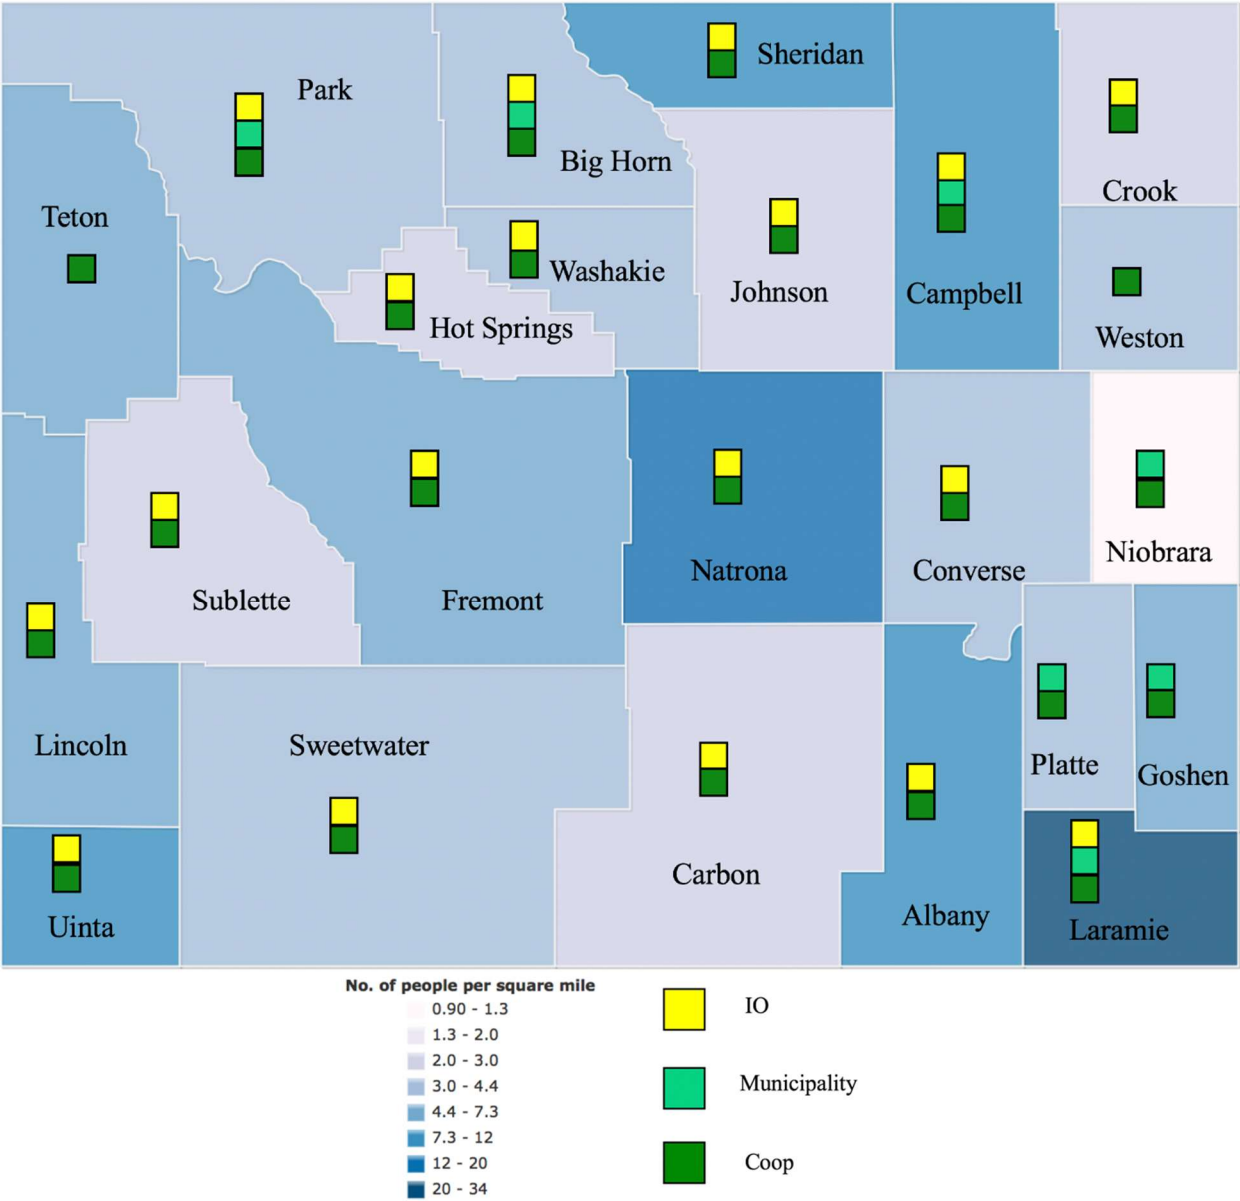 Sheridan
Park
Big Horn
Crook
Teton
Washakie
Johnson
Campbell
Hot Springs
Weston
Natrona
Converse
Niobrara
Sublette
Fremont
Lincoln
Sweetwater
Platte
Goshen
Carbon
Uinta
Albany
Laramie
No. of people per square mile
0.90 - 1.3
1.3 - 2.0
2.0 - 3.0
3.0 - 4.4
4.4 - 7.3
7.3 - 12
12 - 20
20 - 34
IO
Municipality
Coop